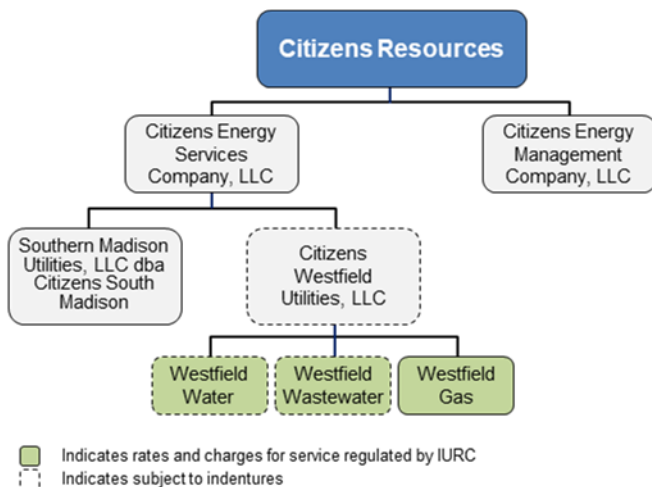 Citizens Resources
Citizens Energy
Services
Company, LLC
Citizens Energy
Management
Company, LLC
Southern Madison
Utilities, LLC dba
Citizens South
Madison
Citizens
Westfield
Utilities, LLC
Westfield
Water
Westfield
Wastewater
Westfield
Gas
Indicates rates and charges for service regulated by IURC
Indicates subject to indentures